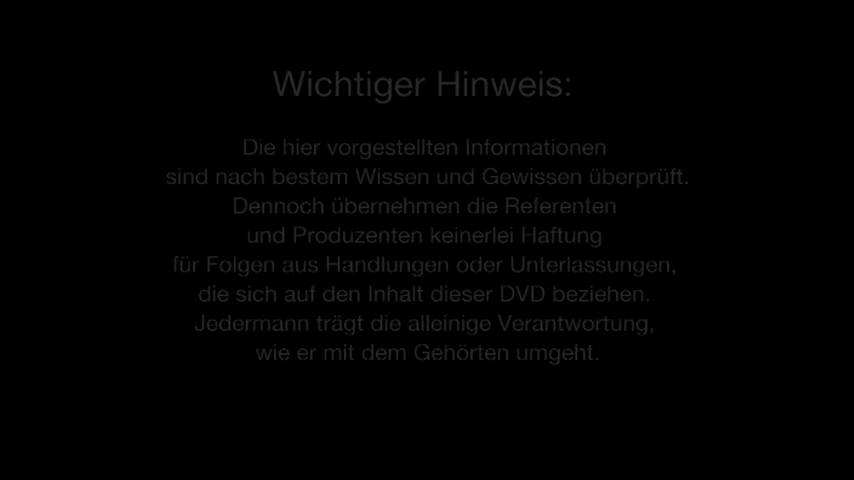 Wichtiger Hinweis:
Die hier vorgestellten Informationen
sind nach bestem Wissen und Gewissen überprüft.
Dennoch übernehmen die Referenten
und Produzenten keinerlei Haftung
für Folgen aus Handlungen oder Unterlassungen,
die sich auf den Inhalt dieser DVD beziehen.
Jedermann trägt die alleinige Verantwortung,
wie er mit dem Gehörten umgeht.